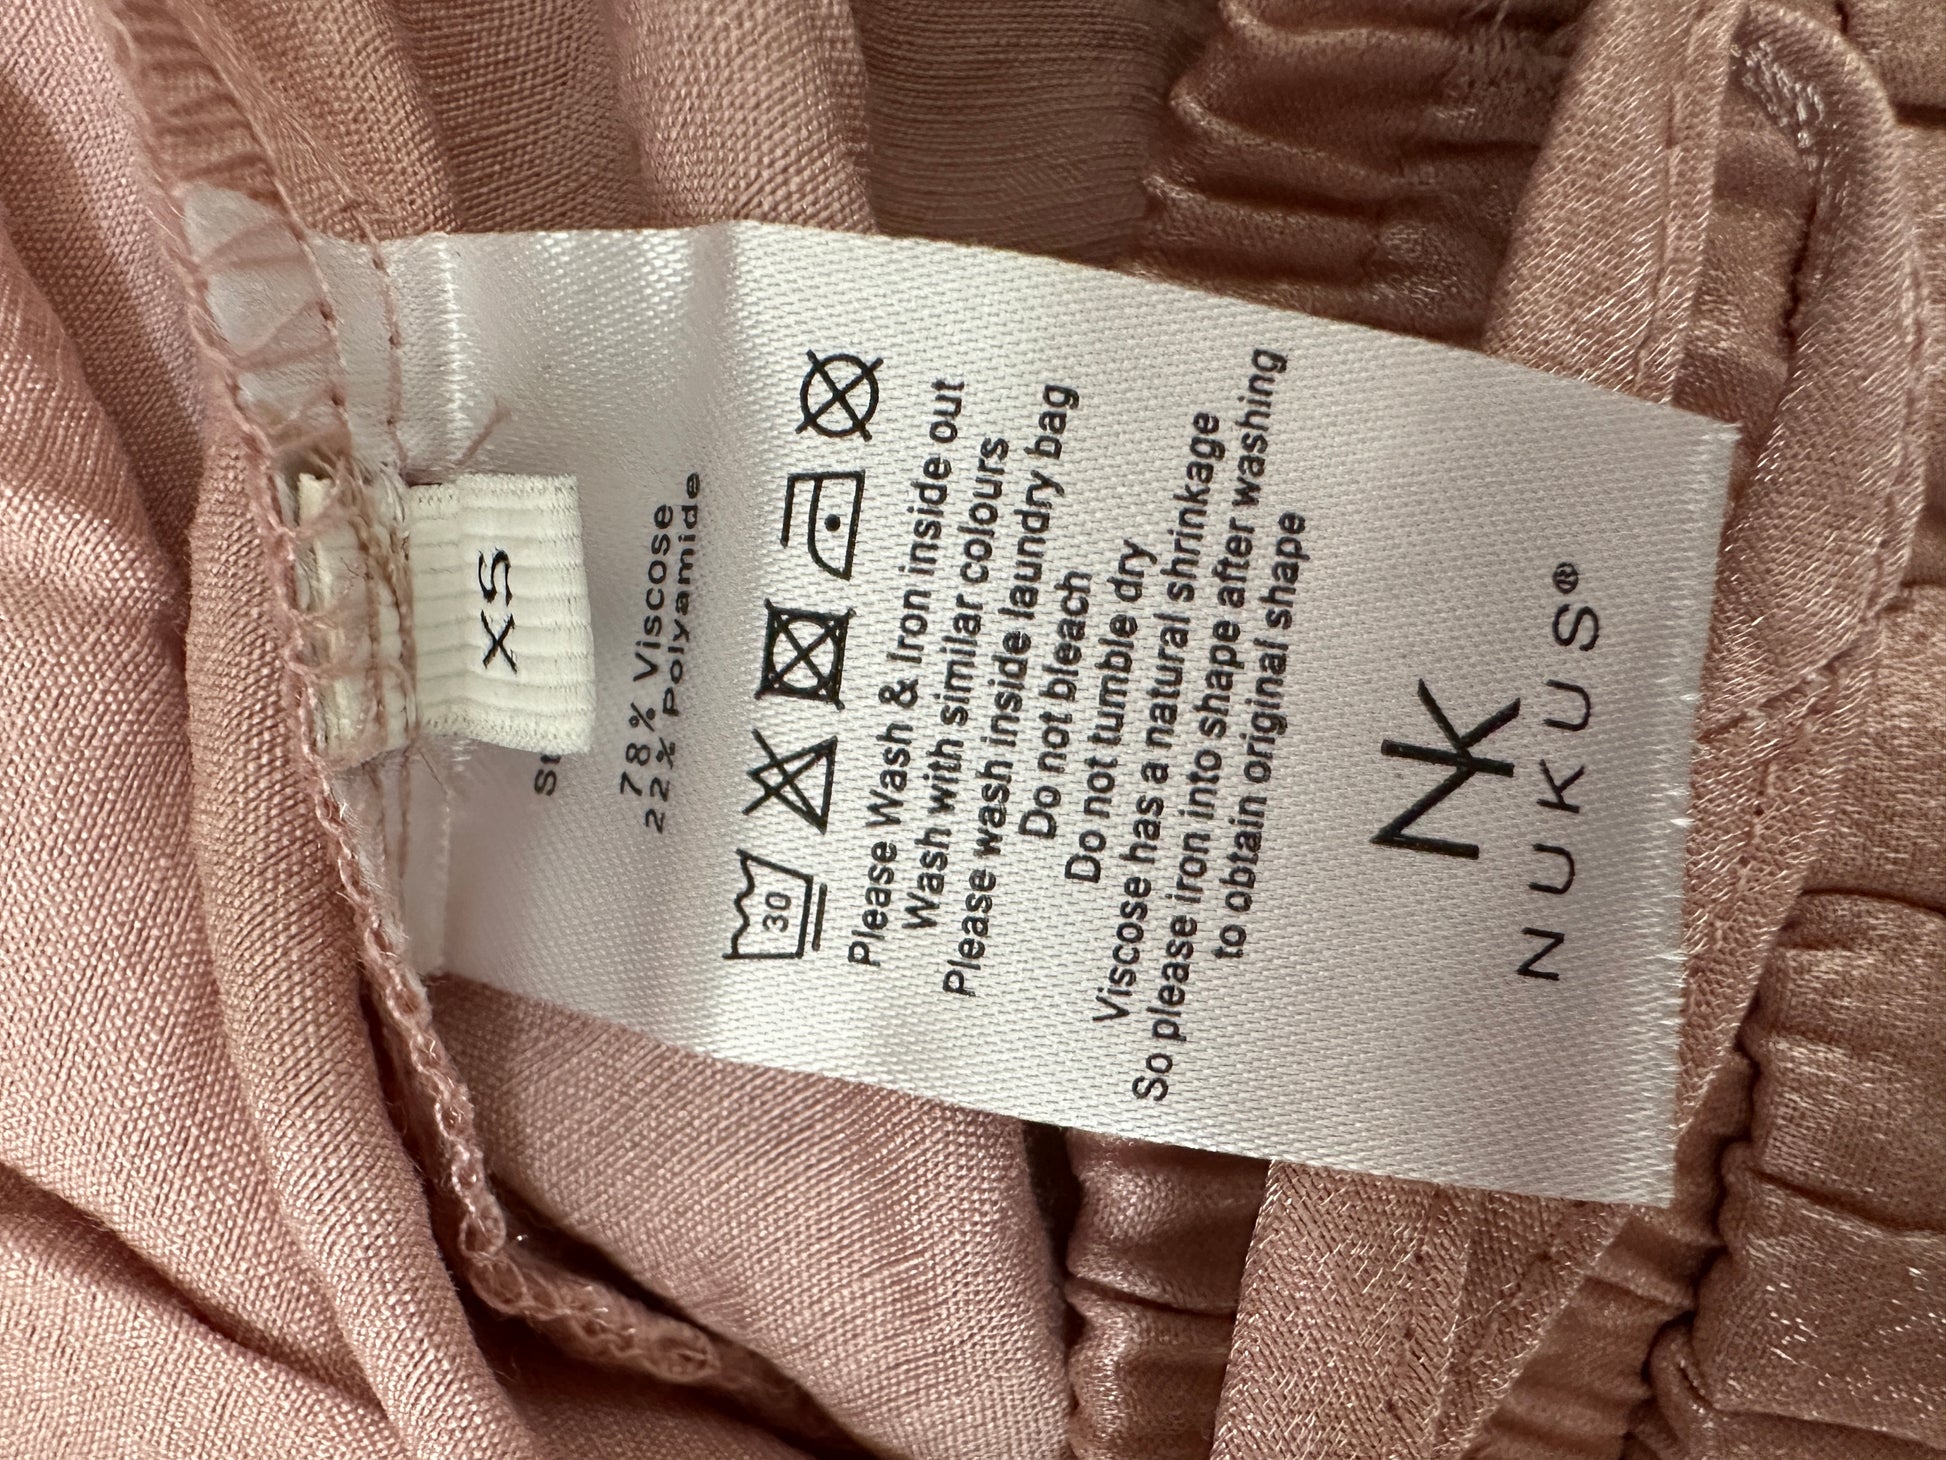 XS
78% Viscose
22% Polyamide
30
Please Wash & Iron inside out
Wash with similar colours
Please wash inside laundry bag
Do not bleach
Do not tumble dry
Viscose has a natural shrinkage
So please iron into shape after washing
to obtain original shape
NK
NUKUS®